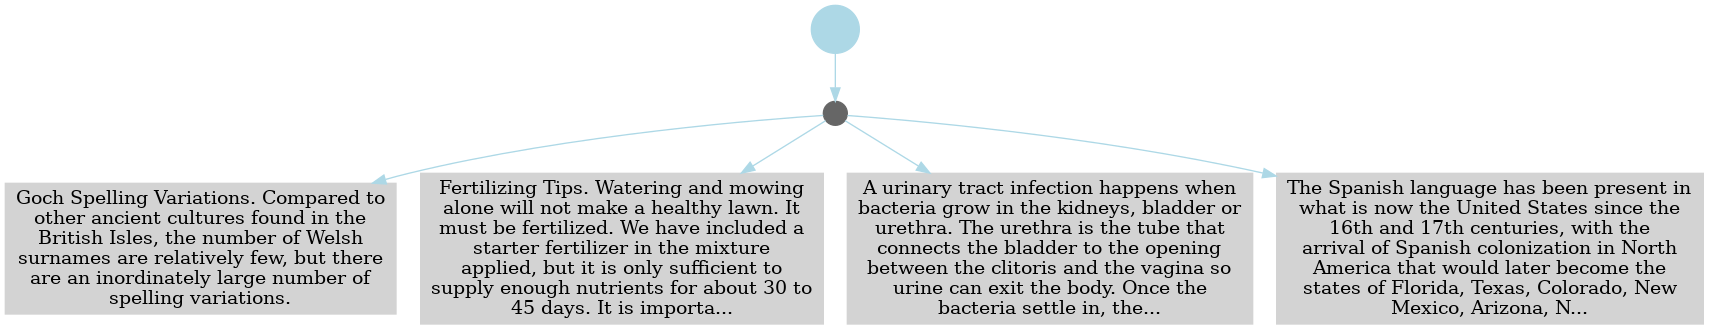 Goch Spelling Variations. Compared to
other ancient cultures found in the
British Isles, the number of Welsh
surnames are relatively few, but there
are an inordinately large number of
spelling variations.
Fertilizing Tips. Watering and mowing
alone will not make a healthy lawn. It
must be fertilized. We have included a
starter fertilizer in the mixture
applied, but it is only sufficient to
supply enough nutrients for about 30 to
45 days. It is importa...
A urinary tract infection happens when
bacteria grow in the kidneys, bladder or
urethra. The urethra is the tube that
connects the bladder to the opening
between the clitoris and the vagina so
urine can exit the body. Once the
bacteria settle in, the...
The Spanish language has been present in
what is now the United States since the
16th and 17th centuries, with the
arrival of Spanish colonization in North
America that would later become the
states of Florida, Texas, Colorado, New
Mexico, Arizona, N...